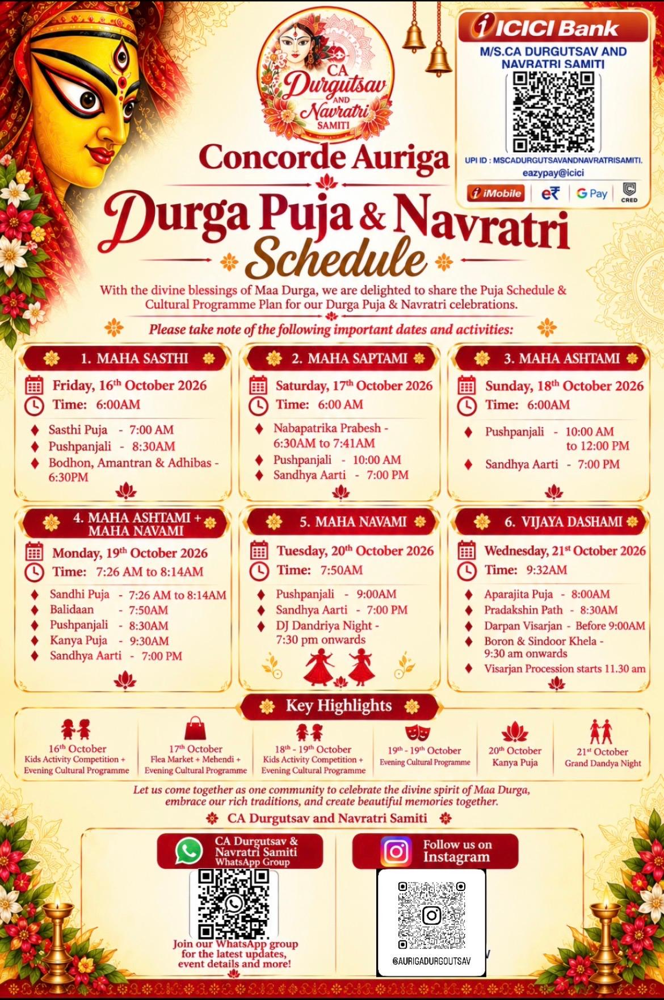 CA
Durgutsav
AND
Navratri
SAMITI
ICICI Bank
M/S.CA DURGUTSAV AND
NAVRATRI SAMITI
UPI ID : MSCADURGUTSAVANDNAVRATRISAMITI.
eazypay@icici
iMobile
e₹
G Pay
CRED
Concorde Auriga
Durga Puja & Navratri
Schedule
With the divine blessings of Maa Durga, we are delighted to share the Puja Schedule &
Cultural Programme Plan for our Durga Puja & Navratri celebrations.
Please take note of the following important dates and activities:
1. MAHA SASTHI
Friday, 16th October 2026
Time: 6:00AM
Sasthi Puja - 7:00 AM
Pushpanjali - 8:30AM
Bodhon, Amantran & Adhibas -
6:30PM
2. MAHA SAPTAMI
Saturday, 17th October 2026
Time: 6:00 AM
Nabapatrika Prabesh -
6:30AM to 7:41AM
Pushpanjali - 10:00 AM
Sandhya Aarti - 7:00 PM
3. MAHA ASHTAMI
Sunday, 18th October 2026
Time: 6:00AM
Pushpanjali - 10:00 AM
to 12:00 PM
Sandhya Aarti - 7:00 PM
4. MAHA ASHTAMI +
MAHA NAVAMI
Monday, 19th October 2026
Time: 7:26 AM to 8:14AM
Sandhi Puja - 7:26 AM to 8:14AM
Balidaan - 7:50AM
Pushpanjali - 8:30AM
Kanya Puja - 9:30AM
Sandhya Aarti - 7:00 PM
5. MAHA NAVAMI
Tuesday, 20th October 2026
Time: 7:50AM
Pushpanjali - 9:00AM
Sandhya Aarti - 7:00 PM
DJ Dandriya Night -
7:30 pm onwards
6. VIJAYA DASHAMI
Wednesday, 21st October 2026
Time: 9:32AM
Aparajita Puja - 8:00AM
Pradakshin Path - 8:30AM
Darpan Visarjan - Before 9:00AM
Boron & Sindoor Khela -
9:30 am onwards
Visarjan Procession starts 11.30 am
Key Highlights
16th October
Kids Activity Competition +
Evening Cultural Programme
17th October
Flea Market + Mehendi +
Evening Cultural Programme
18th - 19th October
Kids Activity Competition +
Evening Cultural Programme
19th - 19th October
Evening Cultural Programme
20th October
Kanya Puja
21st October
Grand Dandya Night
Let us come together as one community to celebrate the divine spirit of Maa Durga,
embrace our rich traditions, and create beautiful memories together.
CA Durgutsav and Navratri Samiti
CA Durgutsav &
Navratri Samiti
WhatsApp Group
Join our WhatsApp group
for the latest updates,
event details and more!
Follow us on
Instagram
@AURIGADURGOUTSAV